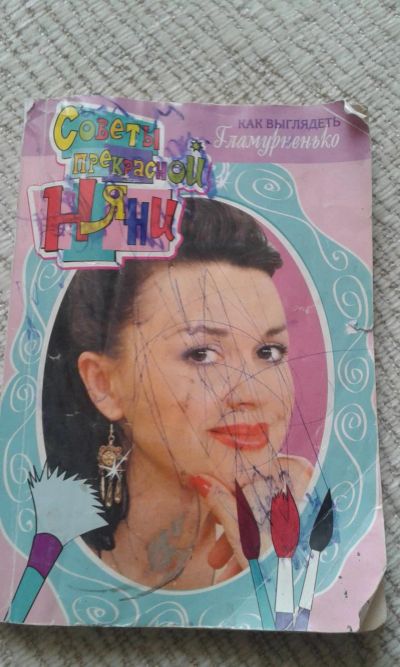 Советы
прекрасной
Няни
КАК ВЫГЛЯДЕТЬ
Гламурненько